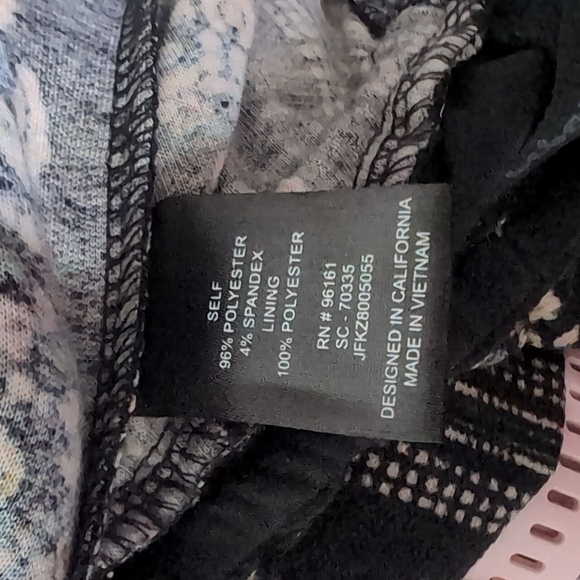 SELF
96% POLYESTER
4% SPANDEX
LINING
100% POLYESTER
RN # 96161
SC - 70335
JFKZ8005055
DESIGNED IN CALIFORNIA
MADE IN VIETNAM